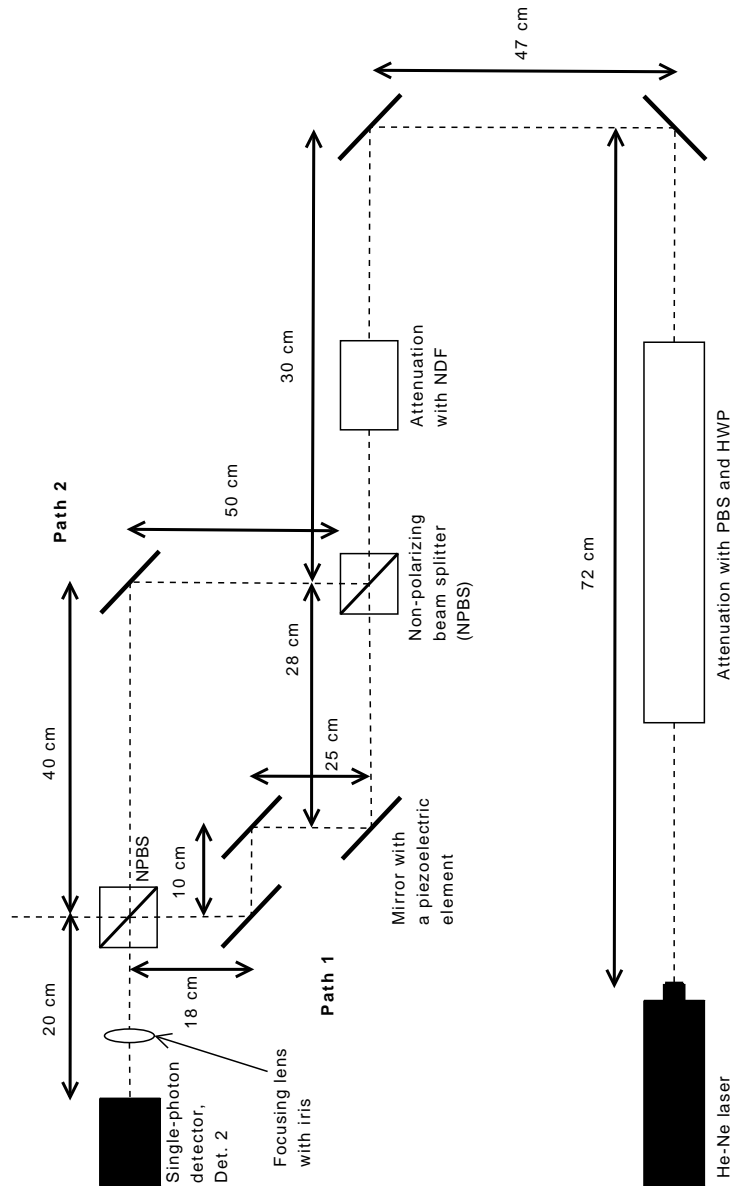 Path 2
20 cm
40 cm
NPBS
50 cm
30 cm
47 cm
Single-photon
detector,
Det. 2
18 cm
10 cm
25 cm
28 cm
Focusing lens
with iris
Path 1
Mirror with
a piezoelectric
element
Non-polarizing
beam splitter
(NPBS)
Attenuation
with NDF
72 cm
He-Ne laser
Attenuation with PBS and HWP